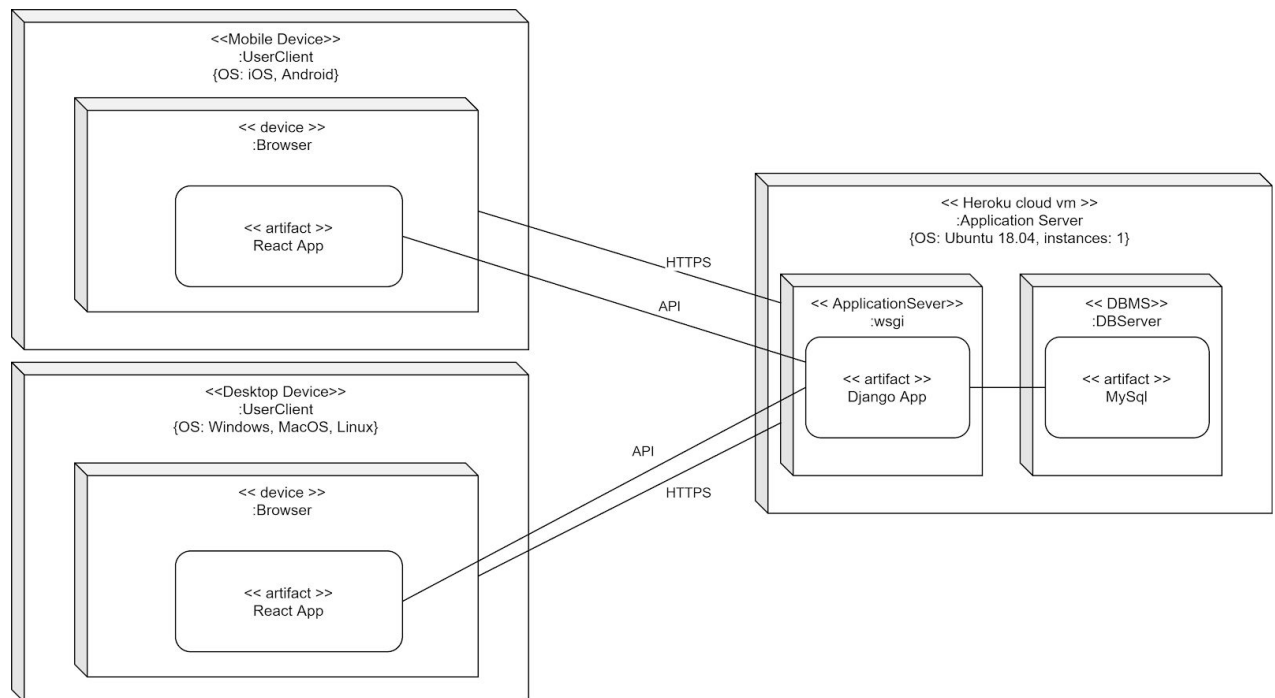 <<Mobile Device>>
:UserClient
{OS: iOS, Android}
<< device >>
:Browser
<< artifact >>
React App
HTTPS
API
<< Heroku cloud vm >>
:Application Server
{OS: Ubuntu 18.04, instances: 1}
<< ApplicationSever>>
:wsgi
<< artifact >>
Django App
<< DBMS>>
:DBServer
<< artifact >>
MySql
<<Desktop Device>>
:UserClient
{OS: Windows, MacOS, Linux}
<< device >>
:Browser
<< artifact >>
React App
API
HTTPS